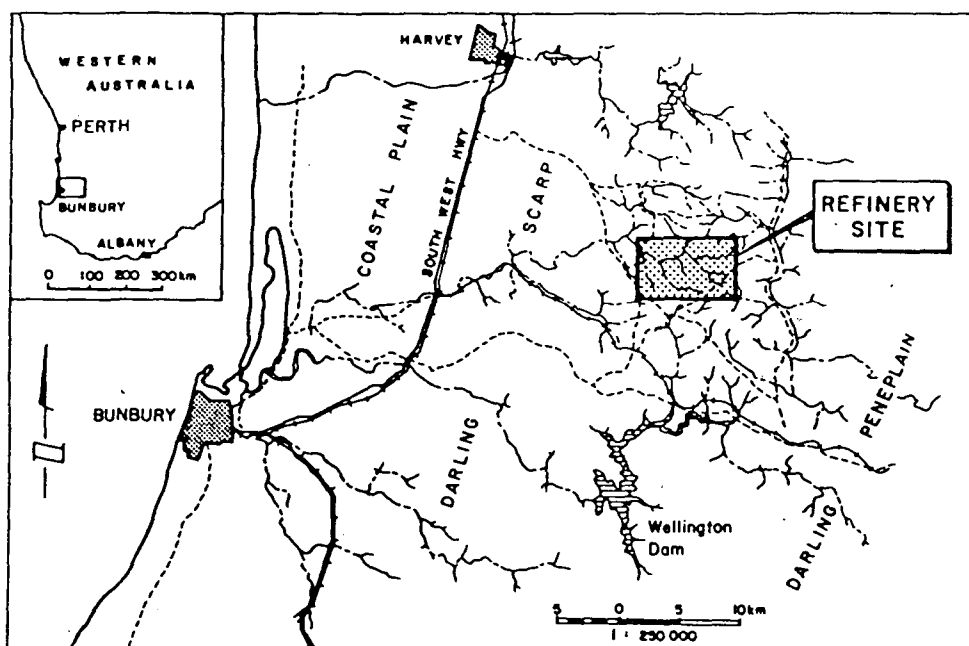 WESTERN
AUSTRALIA
PERTH
BUNBURY
ALBANY
0 100 200 300km
HARVEY
COASTAL PLAIN
SOUTH WEST HWY
SCARP
REFINERY
SITE
BUNBURY
DARLING
PENEPLAIN
DARLING
Wellington
Dam
5 0 5 10km
1 : 250 000